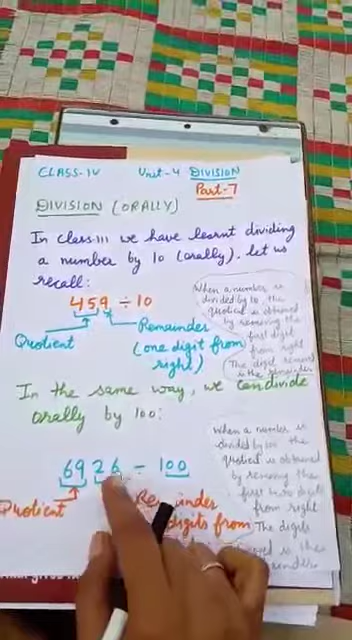 CLASS-IV Unit-4 DIVISION
Part-7
DIVISION (ORALLY)
In class III we have learnt dividing
a number by 10 (orally). let us
recall:
459 ÷ 10
Quotient
Remainder
(one digit from
right)
When a number is
divided by 10, the
quotient is obtained
by removing the
first digit
from right
The digit removed
is the remainder
In the same way, we can divide
orally by 100:
6926 ÷ 100
Quotient
Remainder
digits from
When a number is
divided by 100 the
quotient is obtained
by removing the
first two digits
from right
The digits
is the